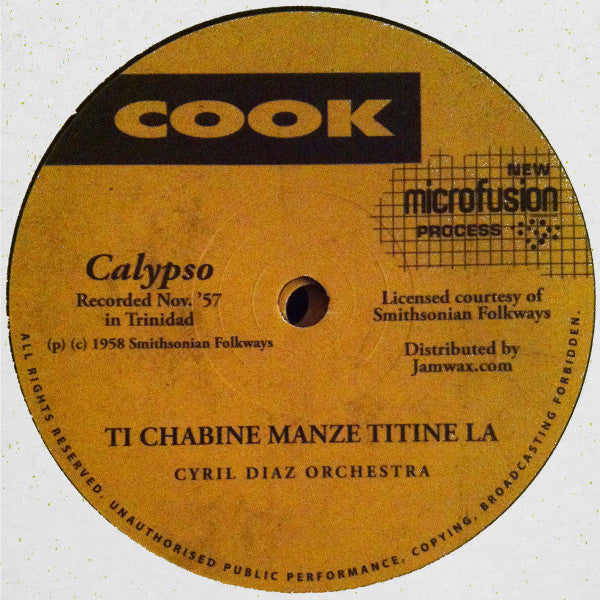 COOK
NEW
microfusion
PROCESS
Calypso
Recorded Nov. '57
in Trinidad
(p) (c) 1958 Smithsonian Folkways
Licensed courtesy of
Smithsonian Folkways
Distributed by
Jamwax.com
TI CHABINE MANZE TITINE LA
CYRIL DIAZ ORCHESTRA
ALL RIGHTS RESERVED. UNAUTHORISED PUBLIC PERFORMANCE, COPYING, BROADCASTING FORBIDDEN.